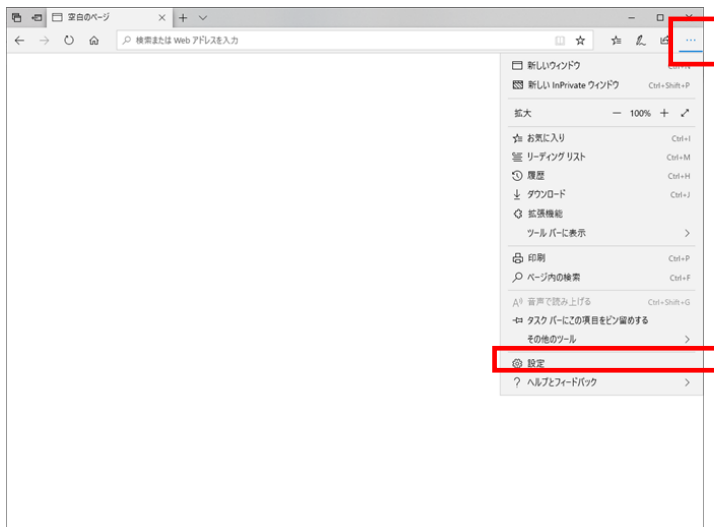 空白のページ
検索または Web アドレスを入力
新しいウィンドウ
新しい InPrivate ウィンドウ Ctrl+Shift+P
拡大 100%
お気に入り Ctrl+I
リーディング リスト Ctrl+M
履歴 Ctrl+H
ダウンロード Ctrl+J
拡張機能
ツール バーに表示
印刷 Ctrl+P
ページ内の検索 Ctrl+F
音声で読み上げる Ctrl+Shift+G
タスク バーにこの項目をピン留めする
その他のツール
設定
ヘルプとフィードバック